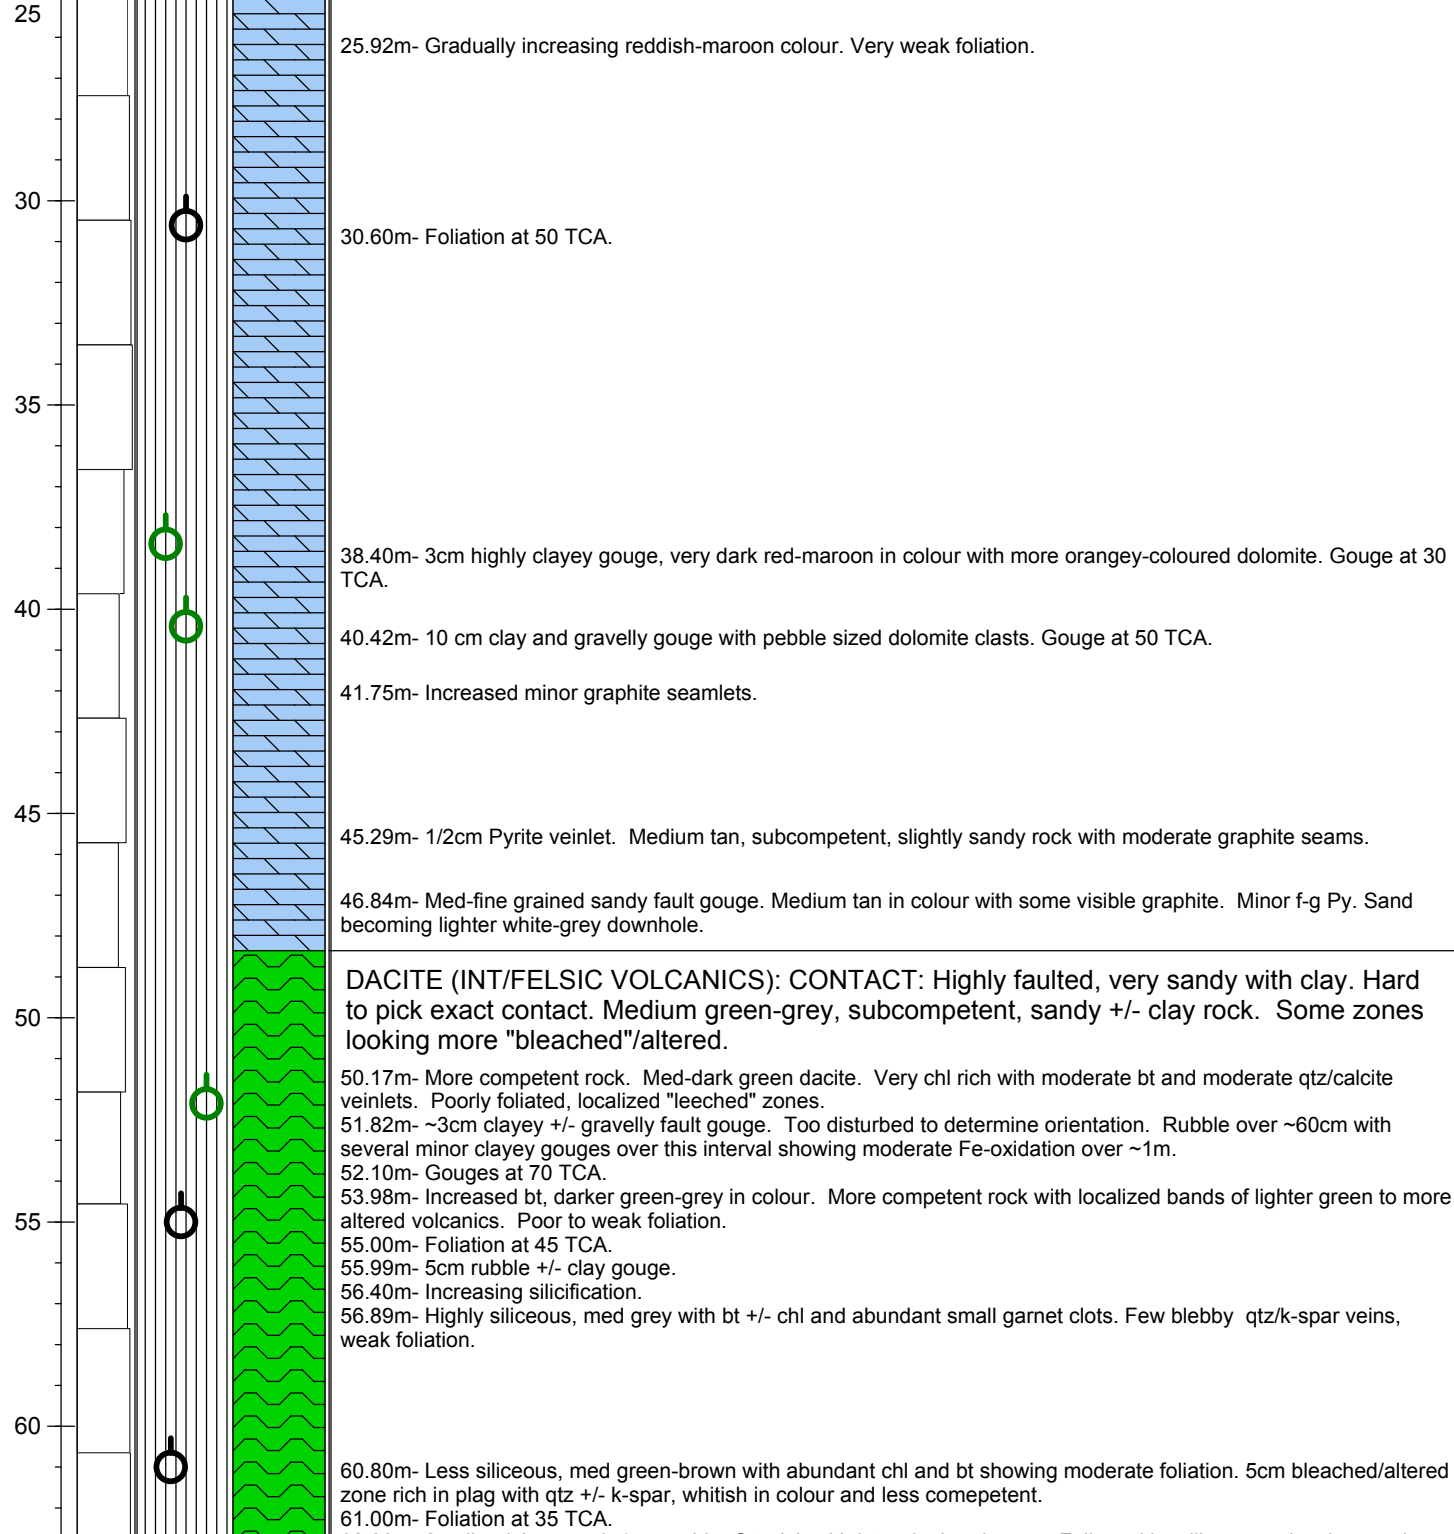 25
25.92m- Gradually increasing reddish-maroon colour. Very weak foliation.
30
30.60m- Foliation at 50 TCA.
35
38.40m- 3cm highly clayey gouge, very dark red-maroon in colour with more orangey-coloured dolomite. Gouge at 30
TCA.
40
40.42m- 10 cm clay and gravelly gouge with pebble sized dolomite clasts. Gouge at 50 TCA.
41.75m- Increased minor graphite seamlets.
45
45.29m- 1/2cm Pyrite veinlet.  Medium tan, subcompetent, slightly sandy rock with moderate graphite seams.
46.84m- Med-fine grained sandy fault gouge. Medium tan in colour with some visible graphite.  Minor f-g Py. Sand
becoming lighter white-grey downhole.
DACITE (INT/FELSIC VOLCANICS): CONTACT: Highly faulted, very sandy with clay. Hard
to pick exact contact. Medium green-grey, subcompetent, sandy +/- clay rock.  Some zones
looking more "bleached"/altered.
50
50.17m- More competent rock.  Med-dark green dacite.  Very chl rich with moderate bt and moderate qtz/calcite
veinlets.  Poorly foliated, localized "leeched" zones.
51.82m- ~3cm clayey +/- gravelly fault gouge.  Too disturbed to determine orientation.  Rubble over ~60cm with
several minor clayey gouges over this interval showing moderate Fe-oxidation over ~1m.
52.10m- Gouges at 70 TCA.
53.98m- Increased bt, darker green-grey in colour.  More competent rock with localized bands of lighter green to more
altered volcanics.  Poor to weak foliation.
55
55.00m- Foliation at 45 TCA.
55.99m- 5cm rubble +/- clay gouge.
56.40m- Increasing silicification.
56.89m- Highly siliceous, med grey with bt +/- chl and abundant small garnet clots. Few blebby  qtz/k-spar veins,
weak foliation.
60
60.80m- Less siliceous, med green-brown with abundant chl and bt showing moderate foliation. 5cm bleached/altered
zone rich in plag with qtz +/- k-spar, whitish in colour and less comepetent.
61.00m- Foliation at 35 TCA.